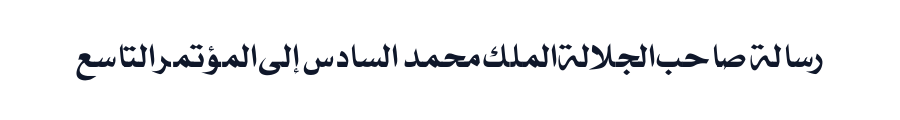 رسالة صاحب الجلالة الملك محمد السادس إلى المؤتمر التاسع